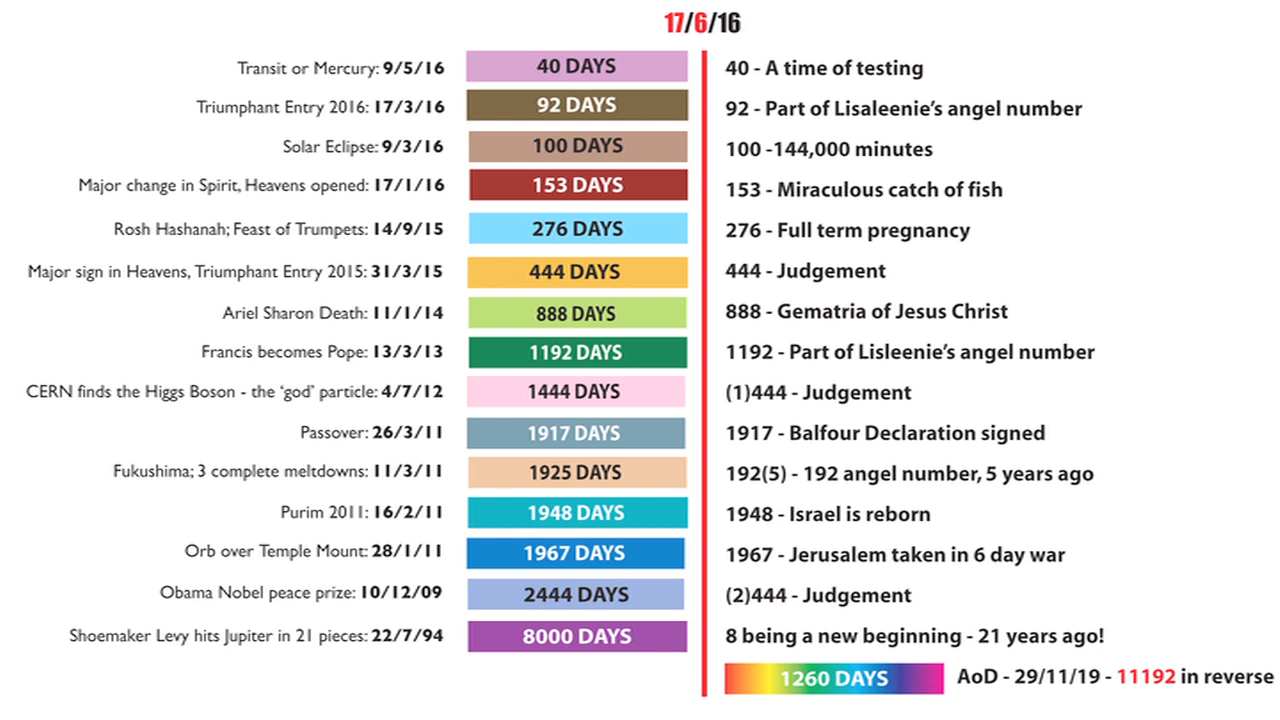 17/6/16
Transit or Mercury: 9/5/16 40 DAYS 40 - A time of testing
Triumphant Entry 2016: 17/3/16 92 DAYS 92 - Part of Lisaleenie's angel number
Solar Eclipse: 9/3/16 100 DAYS 100 -144,000 minutes
Major change in Spirit, Heavens opened: 17/1/16 153 DAYS 153 - Miraculous catch of fish
Rosh Hashanah; Feast of Trumpets: 14/9/15 276 DAYS 276 - Full term pregnancy
Major sign in Heavens, Triumphant Entry 2015: 31/3/15 444 DAYS 444 - Judgement
Ariel Sharon Death: 11/1/14 888 DAYS 888 - Gematria of Jesus Christ
Francis becomes Pope: 13/3/13 1192 DAYS 1192 - Part of Lisleenie's angel number
CERN finds the Higgs Boson - the 'god' particle: 4/7/12 1444 DAYS (1)444 - Judgement
Passover: 26/3/11 1917 DAYS 1917 - Balfour Declaration signed
Fukushima; 3 complete meltdowns: 11/3/11 1925 DAYS 192(5) - 192 angel number, 5 years ago
Purim 2011: 16/2/11 1948 DAYS 1948 - Israel is reborn
Orb over Temple Mount: 28/1/11 1967 DAYS 1967 - Jerusalem taken in 6 day war
Obama Nobel peace prize: 10/12/09 2444 DAYS (2)444 - Judgement
Shoemaker Levy hits Jupiter in 21 pieces: 22/7/94 8000 DAYS 8 being a new beginning - 21 years ago!
1260 DAYS AoD - 29/11/19 - 11192 in reverse